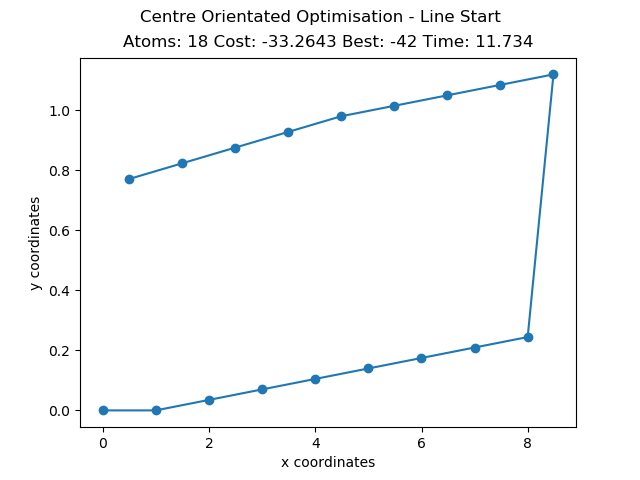 Centre Orientated Optimisation - Line Start
Atoms: 18 Cost: -33.2643 Best: -42 Time: 11.734
1.0
0.8
0.6
0.4
0.2
0.0
y coordinates
0 2 4 6 8
x coordinates